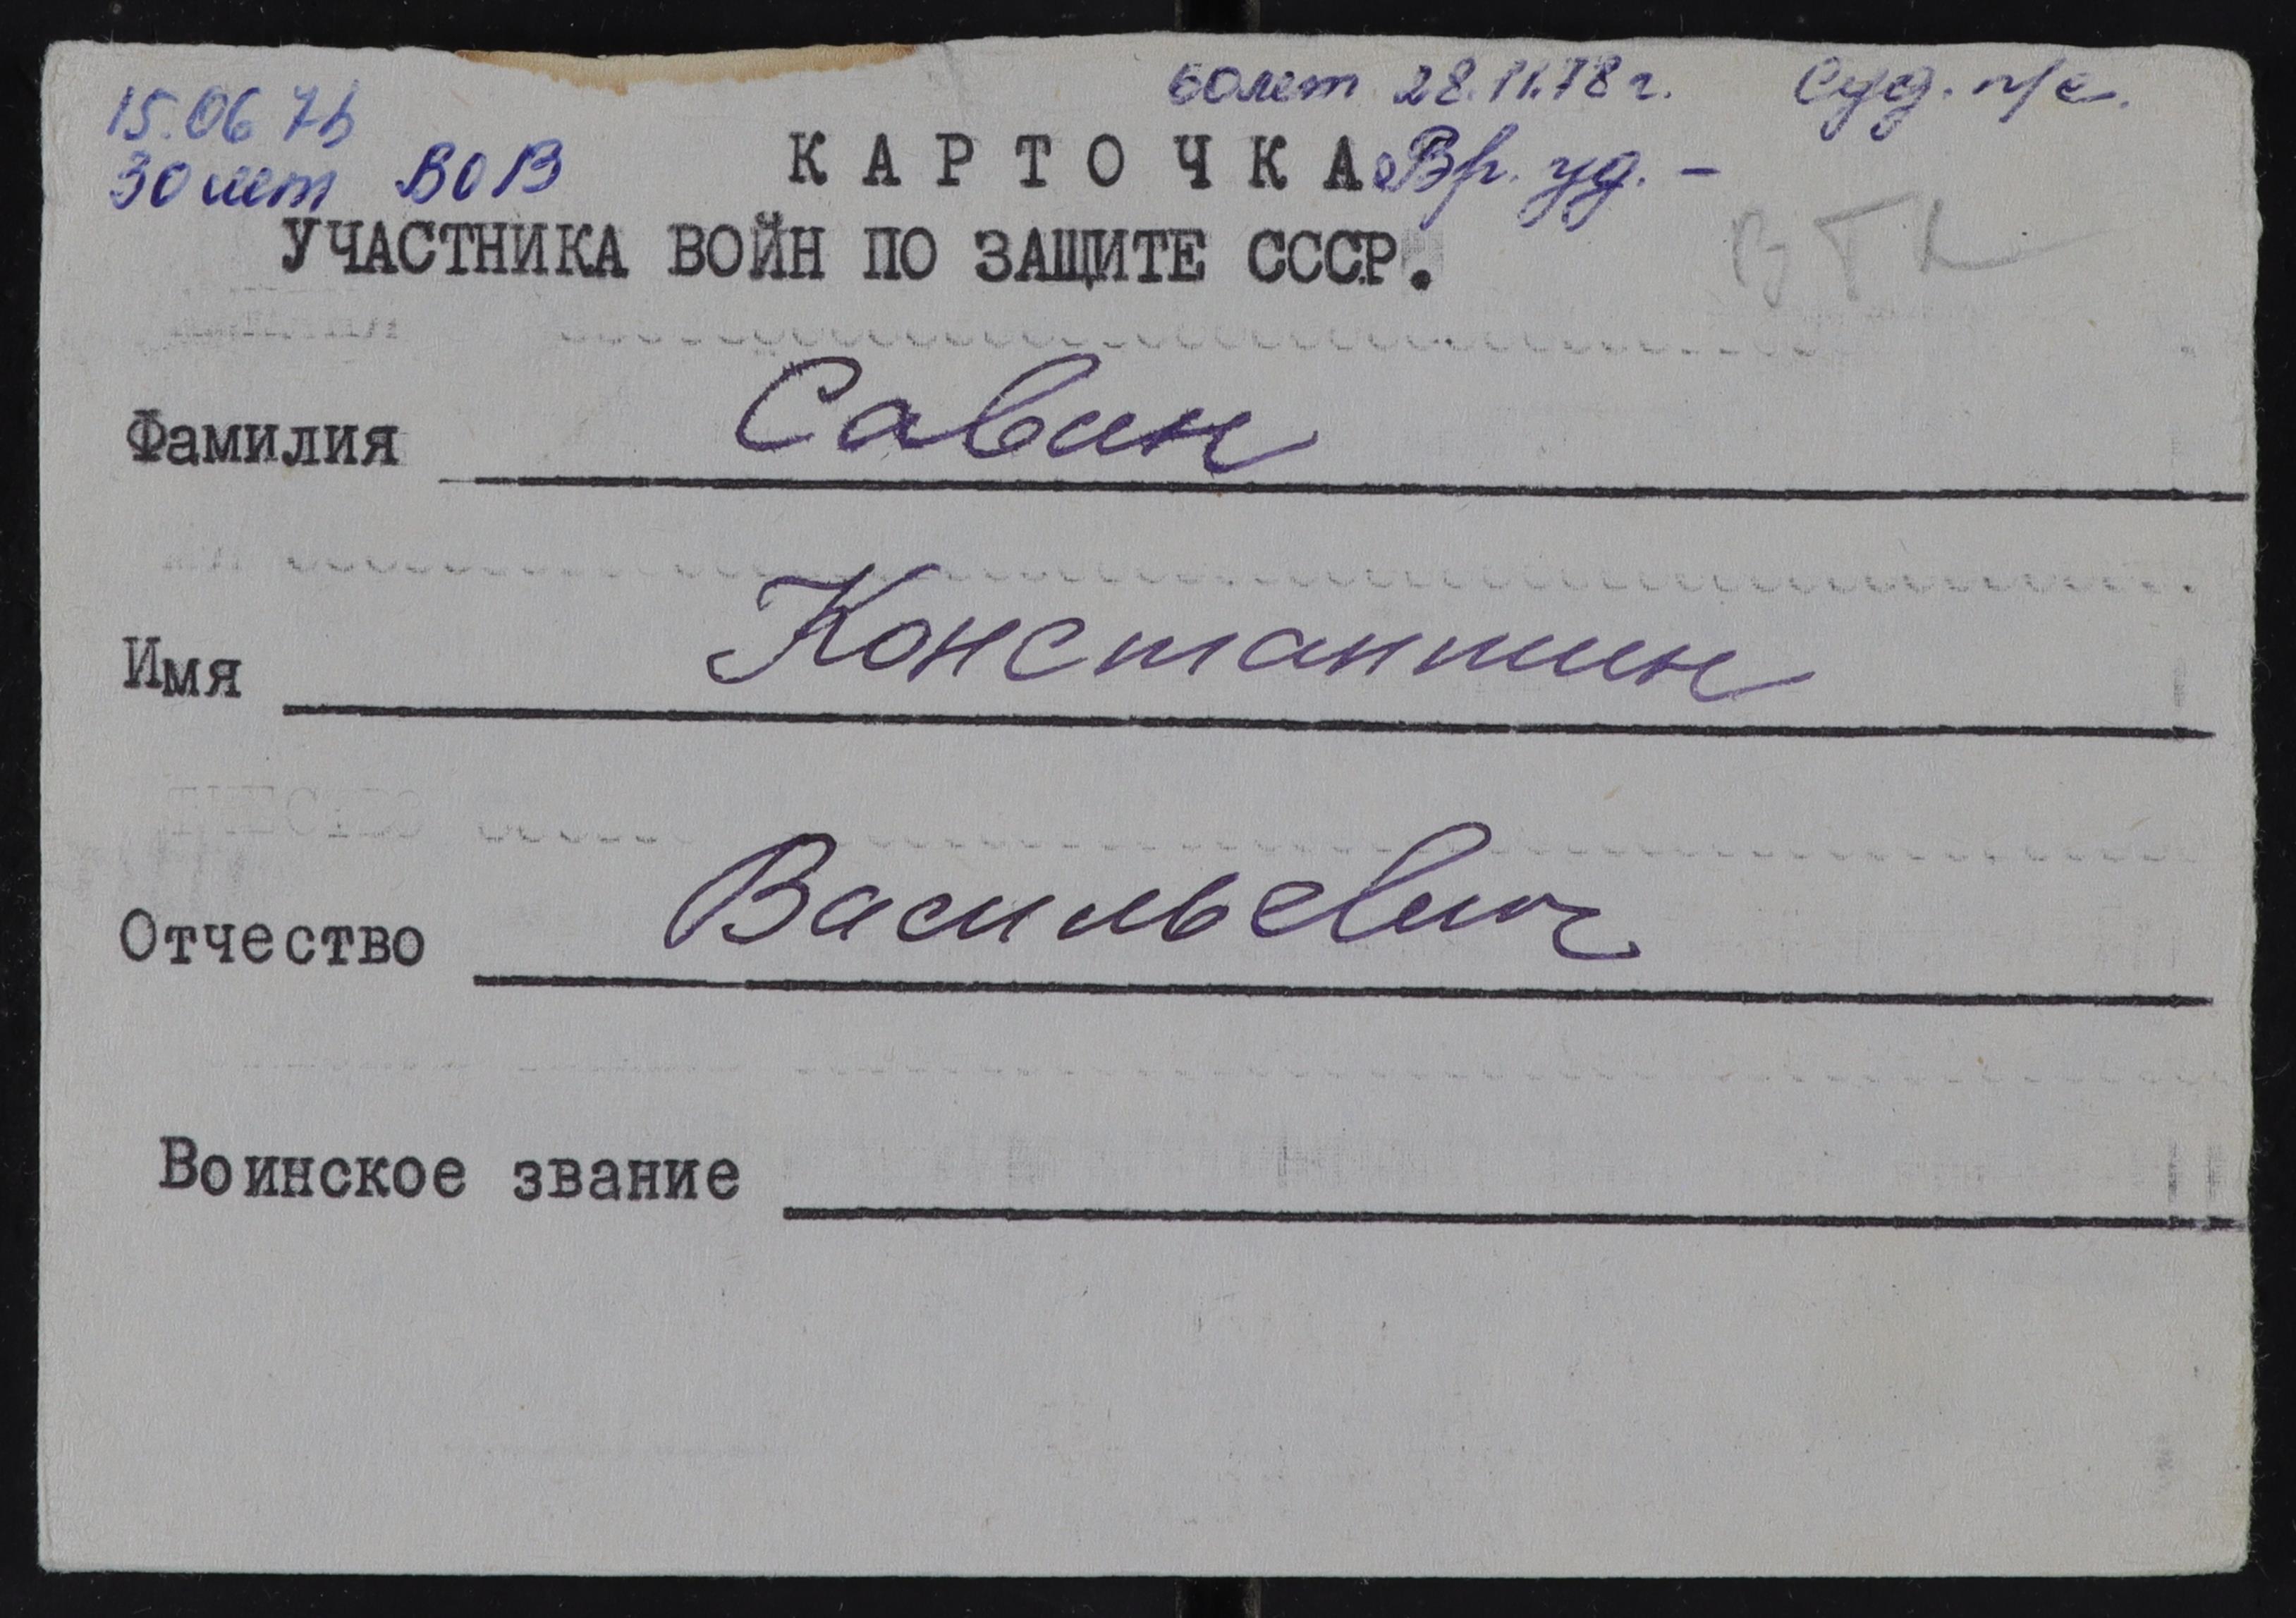 60 лет 28.11.78 г. Суд. п/с.
15.06 76
30 лет ВОВ
КАРТОЧКА Вр. уд. –
УЧАСТНИКА ВОЙН ПО ЗАЩИТЕ СССР.
Фамилия Савин
Имя Константин
Отчество Васильевич
Воинское звание